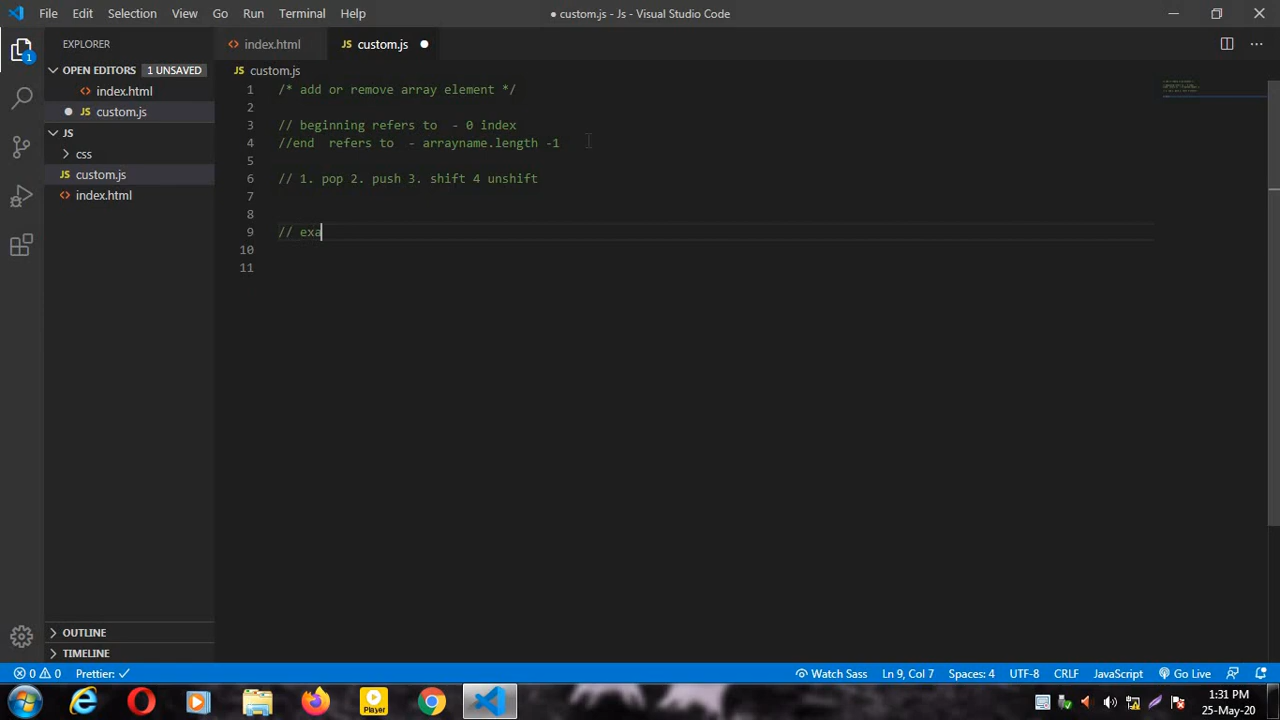 File Edit Selection View Go Run Terminal Help
● custom.js - Js - Visual Studio Code
EXPLORER
OPEN EDITORS 1 UNSAVED
index.html
custom.js
JS
css
JS custom.js
index.html
OUTLINE
TIMELINE
index.html JS custom.js
JS custom.js
1 /* add or remove array element */
2
3 // beginning refers to - 0 index
4 //end refers to - arrayname.length -1
5
6 // 1. pop 2. push 3. shift 4 unshift
7
8
9 // exa
10
11
0 0 Prettier: ✓ Watch Sass Ln 9, Col 7 Spaces: 4 UTF-8 CRLF JavaScript Go Live
Player
1:31 PM
25-May-20